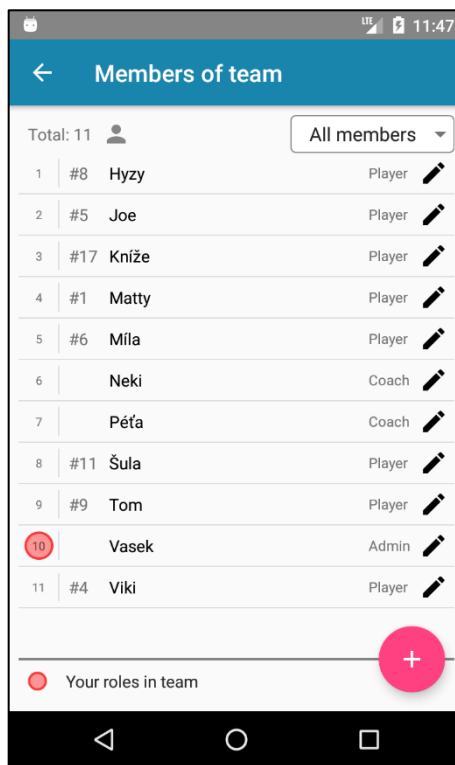 LTE 11:47
Members of team
Total: 11 All members
1 #8 Hyzy Player
2 #5 Joe Player
3 #17 Kníže Player
4 #1 Matty Player
5 #6 Míla Player
6 Neki Coach
7 Péťa Coach
8 #11 Šula Player
9 #9 Tom Player
10 Vasek Admin
11 #4 Viki Player
+
Your roles in team